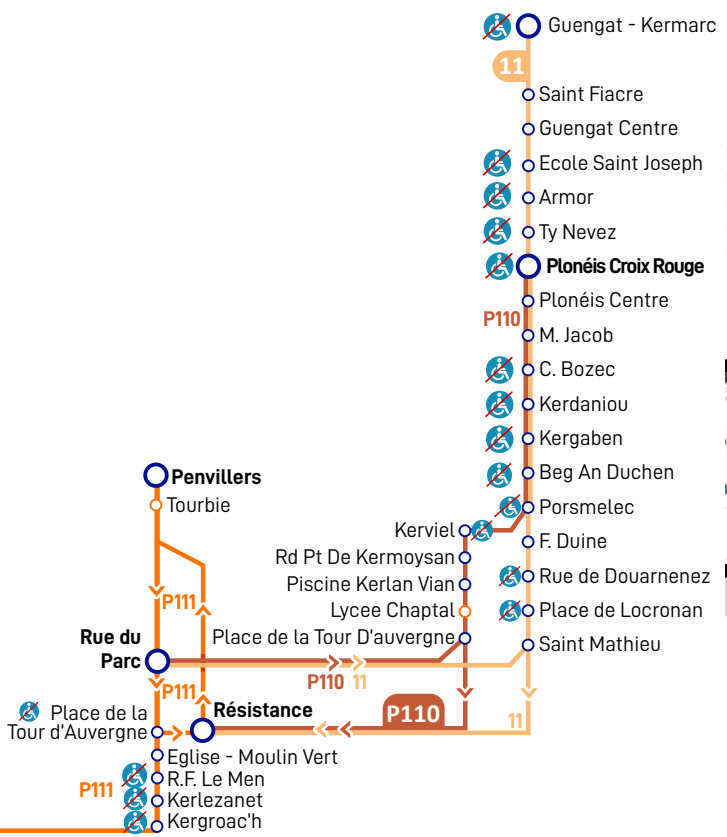 Guengat - Kermarc
11
Saint Fiacre
Guengat Centre
Ecole Saint Joseph
Armor
Ty Nevez
Plonéis Croix Rouge
Plonéis Centre
P110
M. Jacob
C. Bozec
Kerdaniou
Kergaben
Beg An Duchen
Porsmelec
F. Duine
Rue de Douarnenez
Place de Locronan
Saint Mathieu
Kerviel
Rd Pt De Kermoysan
Piscine Kerlan Vian
Lycee Chaptal
Place de la Tour D'auvergne
Penvillers
Tourbie
P111
Rue du
Parc
P110 11
P111
Résistance
P110
11
Place de la
Tour d'Auvergne
Eglise - Moulin Vert
R.F. Le Men
P111
Kerlezanet
Kergroac'h